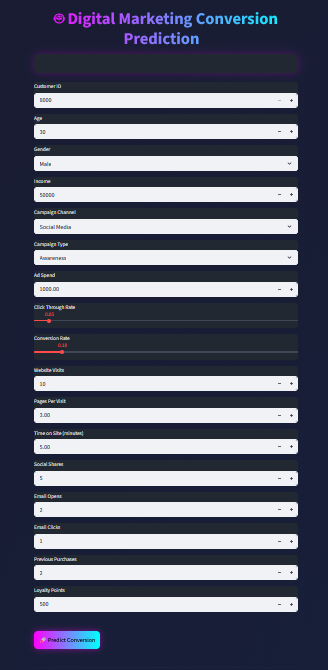 Digital Marketing Conversion
Prediction
Customer ID
8000
Age
30
Gender
Male
Income
50000
Campaign Channel
Social Media
Campaign Type
Awareness
Ad Spend
1000.00
Click Through Rate
0.05
Conversion Rate
0.10
Website Visits
10
Pages Per Visit
3.00
Time on Site (minutes)
5.00
Social Shares
5
Email Opens
2
Email Clicks
1
Previous Purchases
2
Loyalty Points
500
Predict Conversion